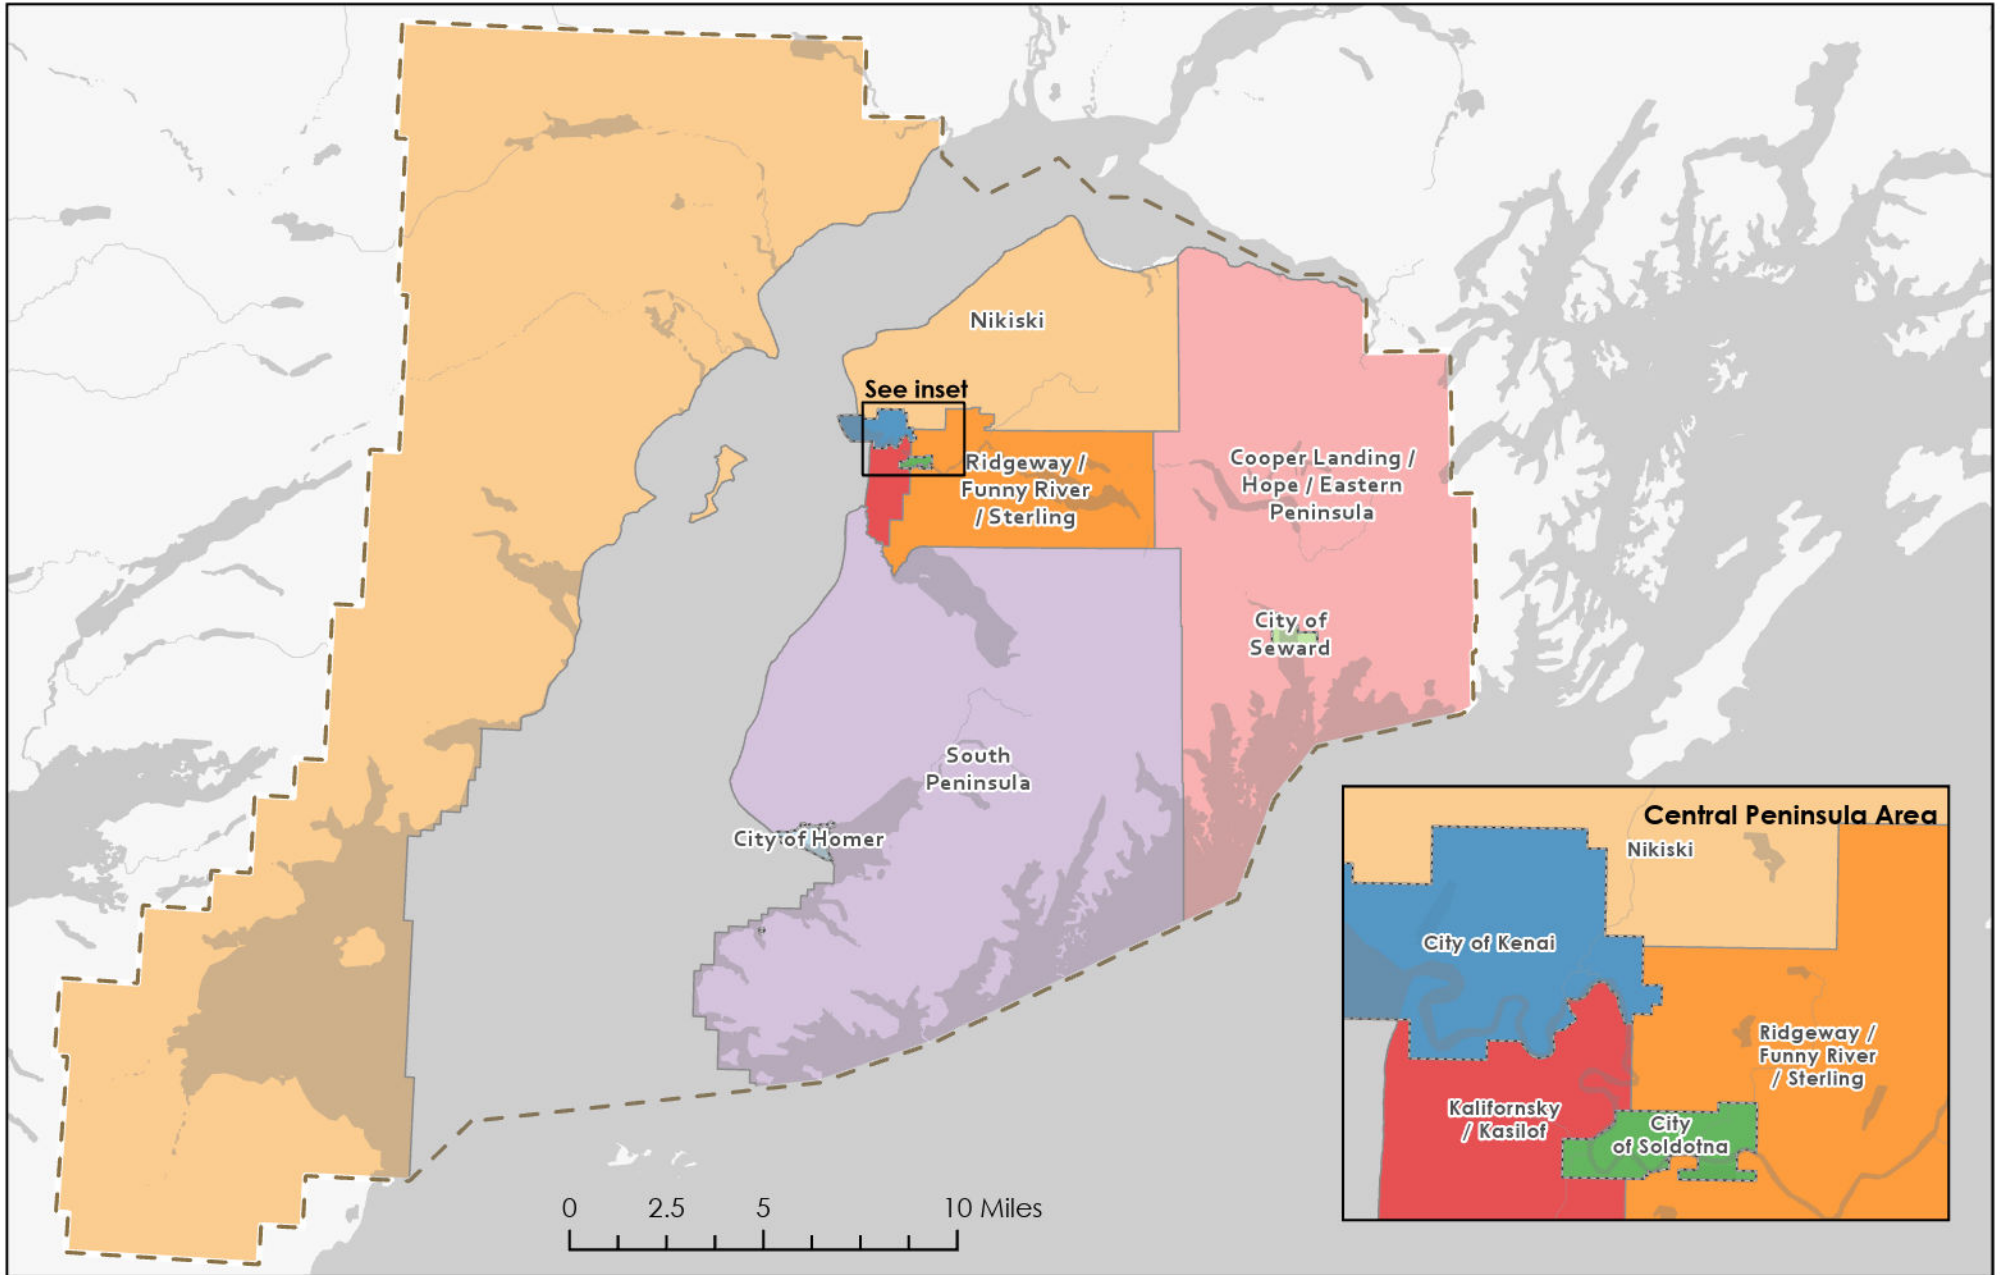 Nikiski
See inset
Ridgeway /
Funny River
/ Sterling
Cooper Landing /
Hope / Eastern
Peninsula
City of
Seward
South
Peninsula
City of Homer
0 2.5 5 10 Miles
Central Peninsula Area
Nikiski
City of Kenai
Ridgeway /
Funny River
/ Sterling
Kalifornsky
/ Kasilof
City
of Soldotna